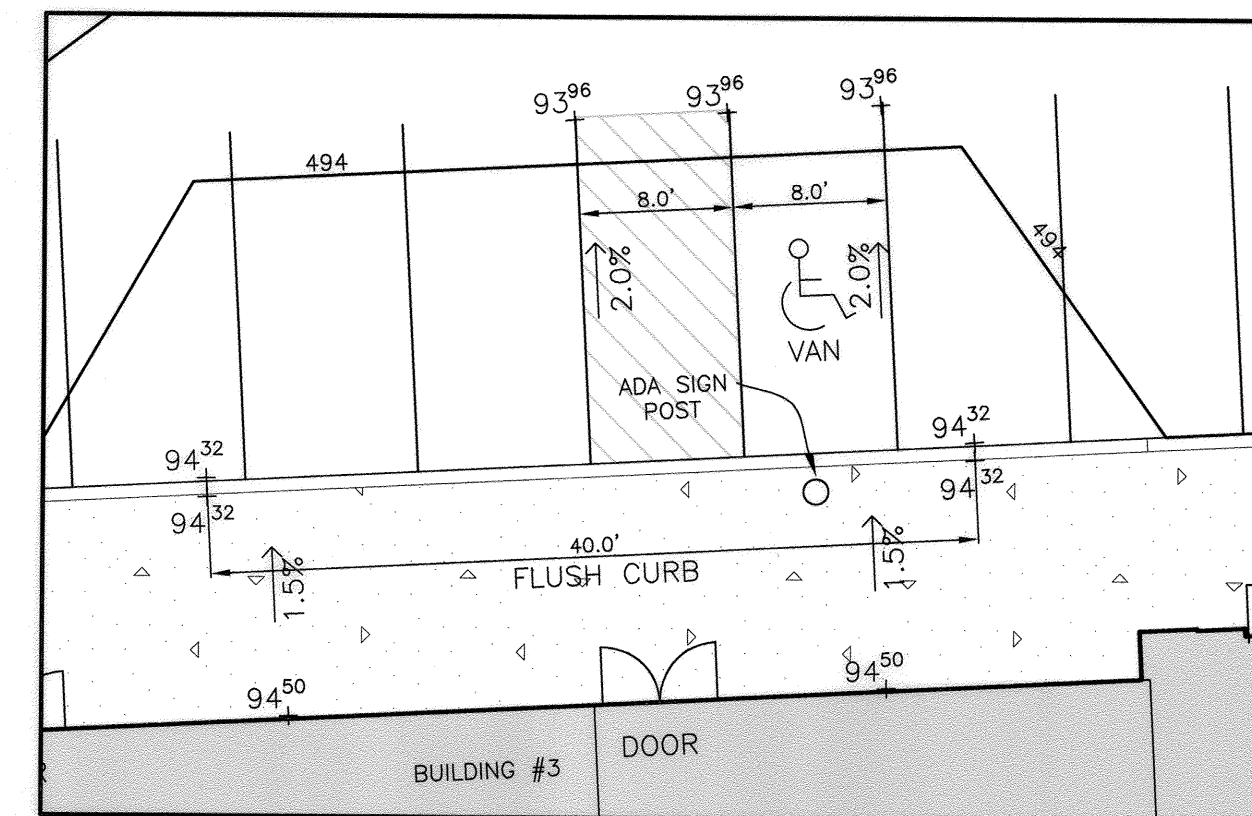 93⁹⁶
93⁹⁶
93⁹⁶
494
8.0'
8.0'
494
2.0%
2.0%
VAN
ADA SIGN
POST
94³²
94³²
94³²
94³²
40.0'
FLUSH CURB
1.5%
1.5%
94⁵⁰
94⁵⁰
DOOR
BUILDING #3
R